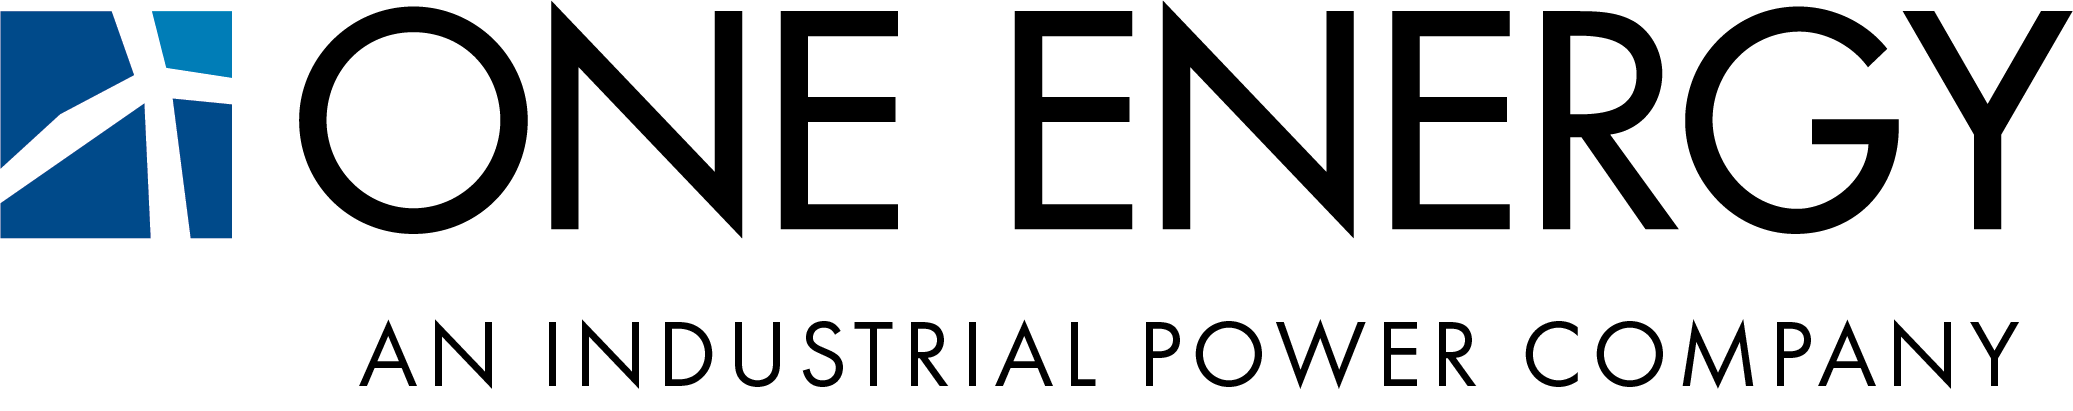 ONE ENERGY
AN INDUSTRIAL POWER COMPANY